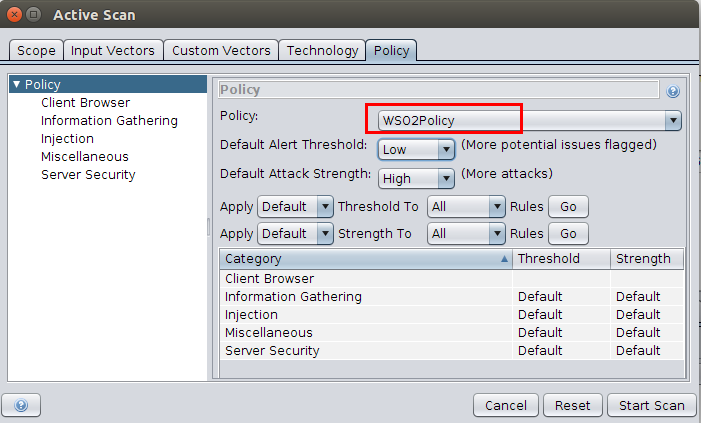 Active Scan
Scope Input Vectors Custom Vectors Technology Policy
Policy
Client Browser
Information Gathering
Injection
Miscellaneous
Server Security
Policy
Policy: WSO2Policy
Default Alert Threshold: Low (More potential issues flagged)
Default Attack Strength: High (More attacks)
Apply Default Threshold To All Rules Go
Apply Default Strength To All Rules Go
Category Threshold Strength
Client Browser
Information Gathering Default Default
Injection Default Default
Miscellaneous Default Default
Server Security Default Default
Cancel Reset Start Scan